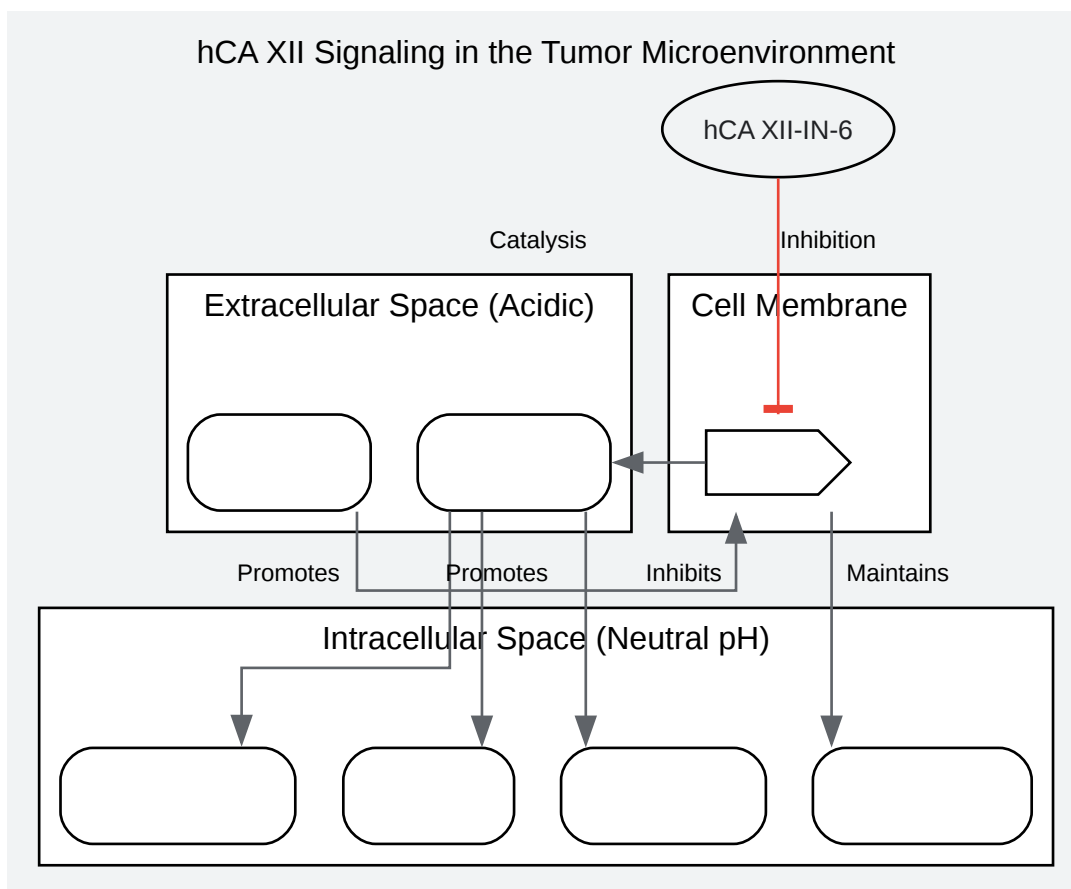 hCA XII Signaling in the Tumor Microenvironment
hCA XII-IN-6
Catalysis
Inhibition
Extracellular Space (Acidic)
Cell Membrane
Promotes
Promotes
Inhibits
Maintains
Intracellular Space (Neutral pH)